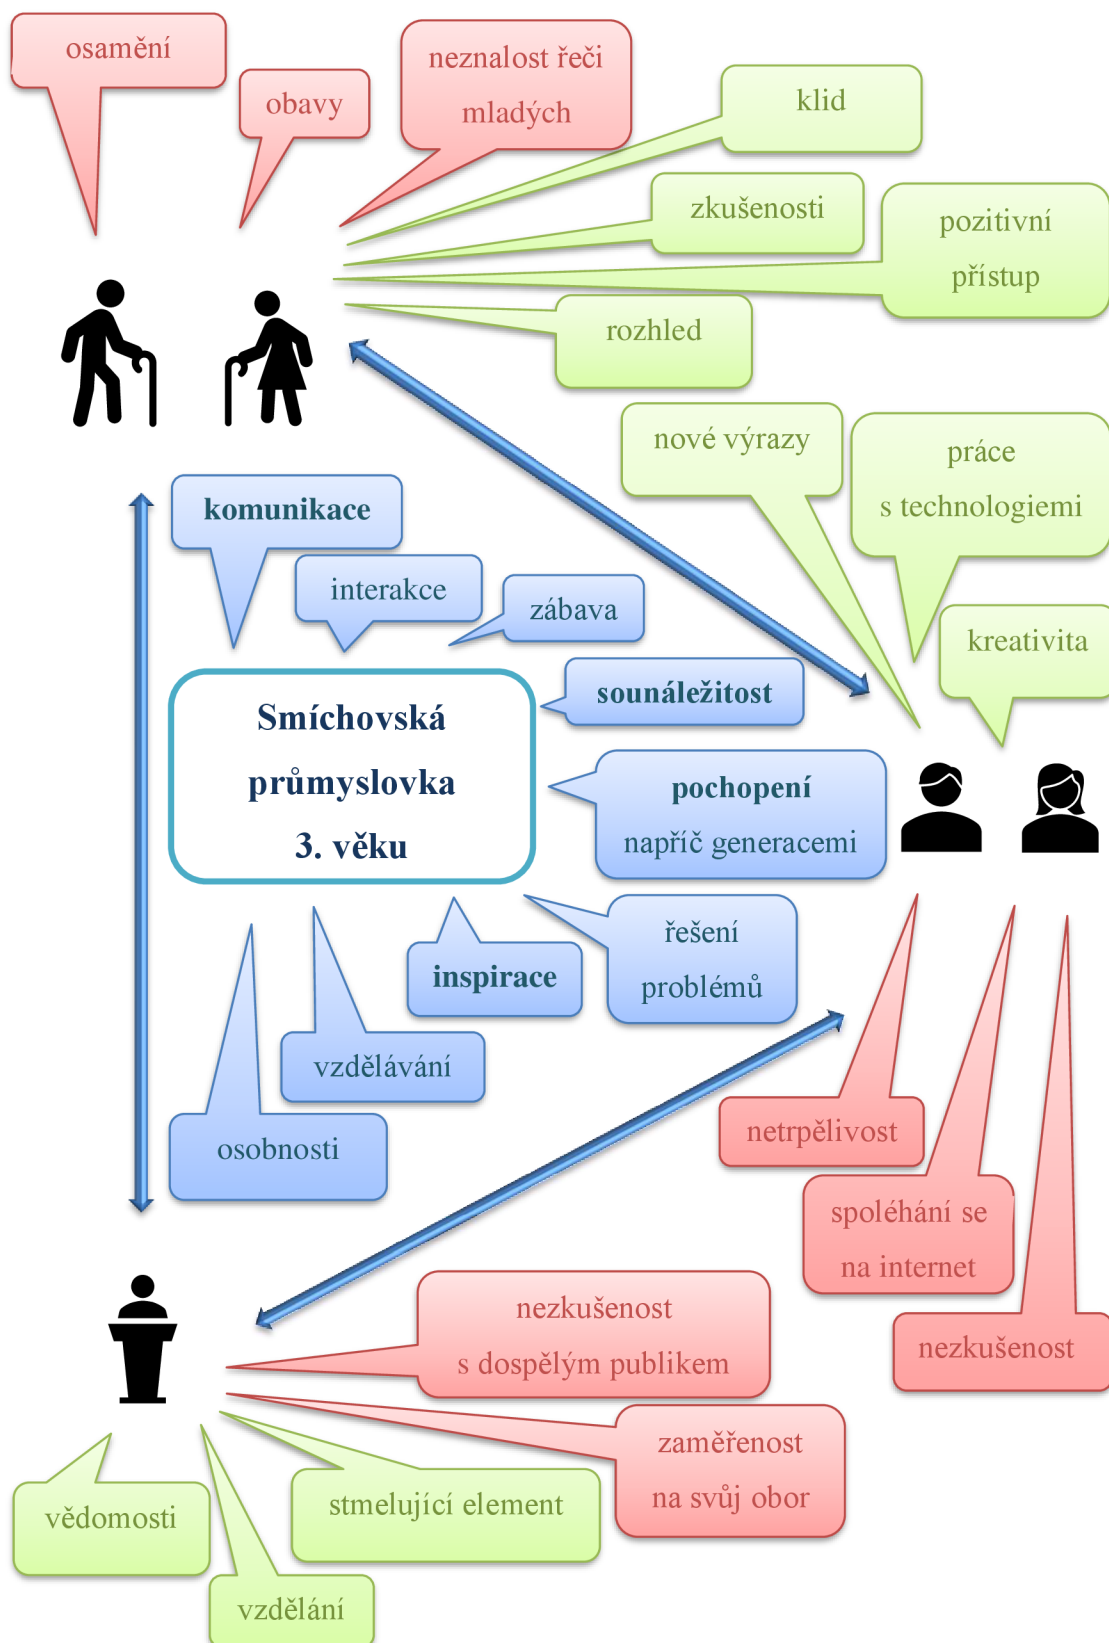 osamění
obavy
neznalost řeči
mladých
klid
zkušenosti
pozitivní
přístup
rozhled
nové výrazy
práce
s technologiemi
kreativita
komunikace
interakce
zábava
sounáležitost
Smíchovská
průmyslovka
3. věku
pochopení
napříč generacemi
řešení
problémů
inspirace
vzdělávání
osobnosti
netrpělivost
spoléhání se
na internet
nezkušenost
nezkušenost
s dospělým publikem
zaměřenost
na svůj obor
stmelující element
vědomosti
vzdělání